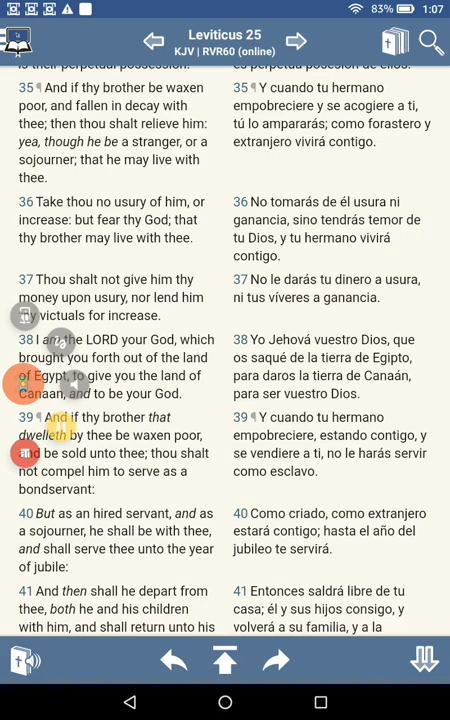 83% 1:07
Leviticus 25
KJV | RVR60 (online)
is their perpetual possession.
35 ¶ And if thy brother be waxen
poor, and fallen in decay with
thee; then thou shalt relieve him:
yea, though he be a stranger, or a
sojourner; that he may live with
thee.
36 Take thou no usury of him, or
increase: but fear thy God; that
thy brother may live with thee.
37 Thou shalt not give him thy
money upon usury, nor lend him
thy victuals for increase.
38 I am the LORD your God, which
brought you forth out of the land
of Egypt, to give you the land of
Canaan, and to be your God.
39 ¶ And if thy brother that
dwelleth by thee be waxen poor,
and be sold unto thee; thou shalt
not compel him to serve as a
bondservant:
40 But as an hired servant, and as
a sojourner, he shall be with thee,
and shall serve thee unto the year
of jubile:
41 And then shall he depart from
thee, both he and his children
with him, and shall return unto his
es perpetua posesión de ellos.
35 ¶ Y cuando tu hermano
empobreciere y se acogiere a ti,
tú lo ampararás; como forastero y
extranjero vivirá contigo.
36 No tomarás de él usura ni
ganancia, sino tendrás temor de
tu Dios, y tu hermano vivirá
contigo.
37 No le darás tu dinero a usura,
ni tus víveres a ganancia.
38 Yo Jehová vuestro Dios, que
os saqué de la tierra de Egipto,
para daros la tierra de Canaán,
para ser vuestro Dios.
39 ¶ Y cuando tu hermano
empobreciere, estando contigo, y
se vendiere a ti, no le harás servir
como esclavo.
40 Como criado, como extranjero
estará contigo; hasta el año del
jubileo te servirá.
41 Entonces saldrá libre de tu
casa; él y sus hijos consigo, y
volverá a su familia, y a la